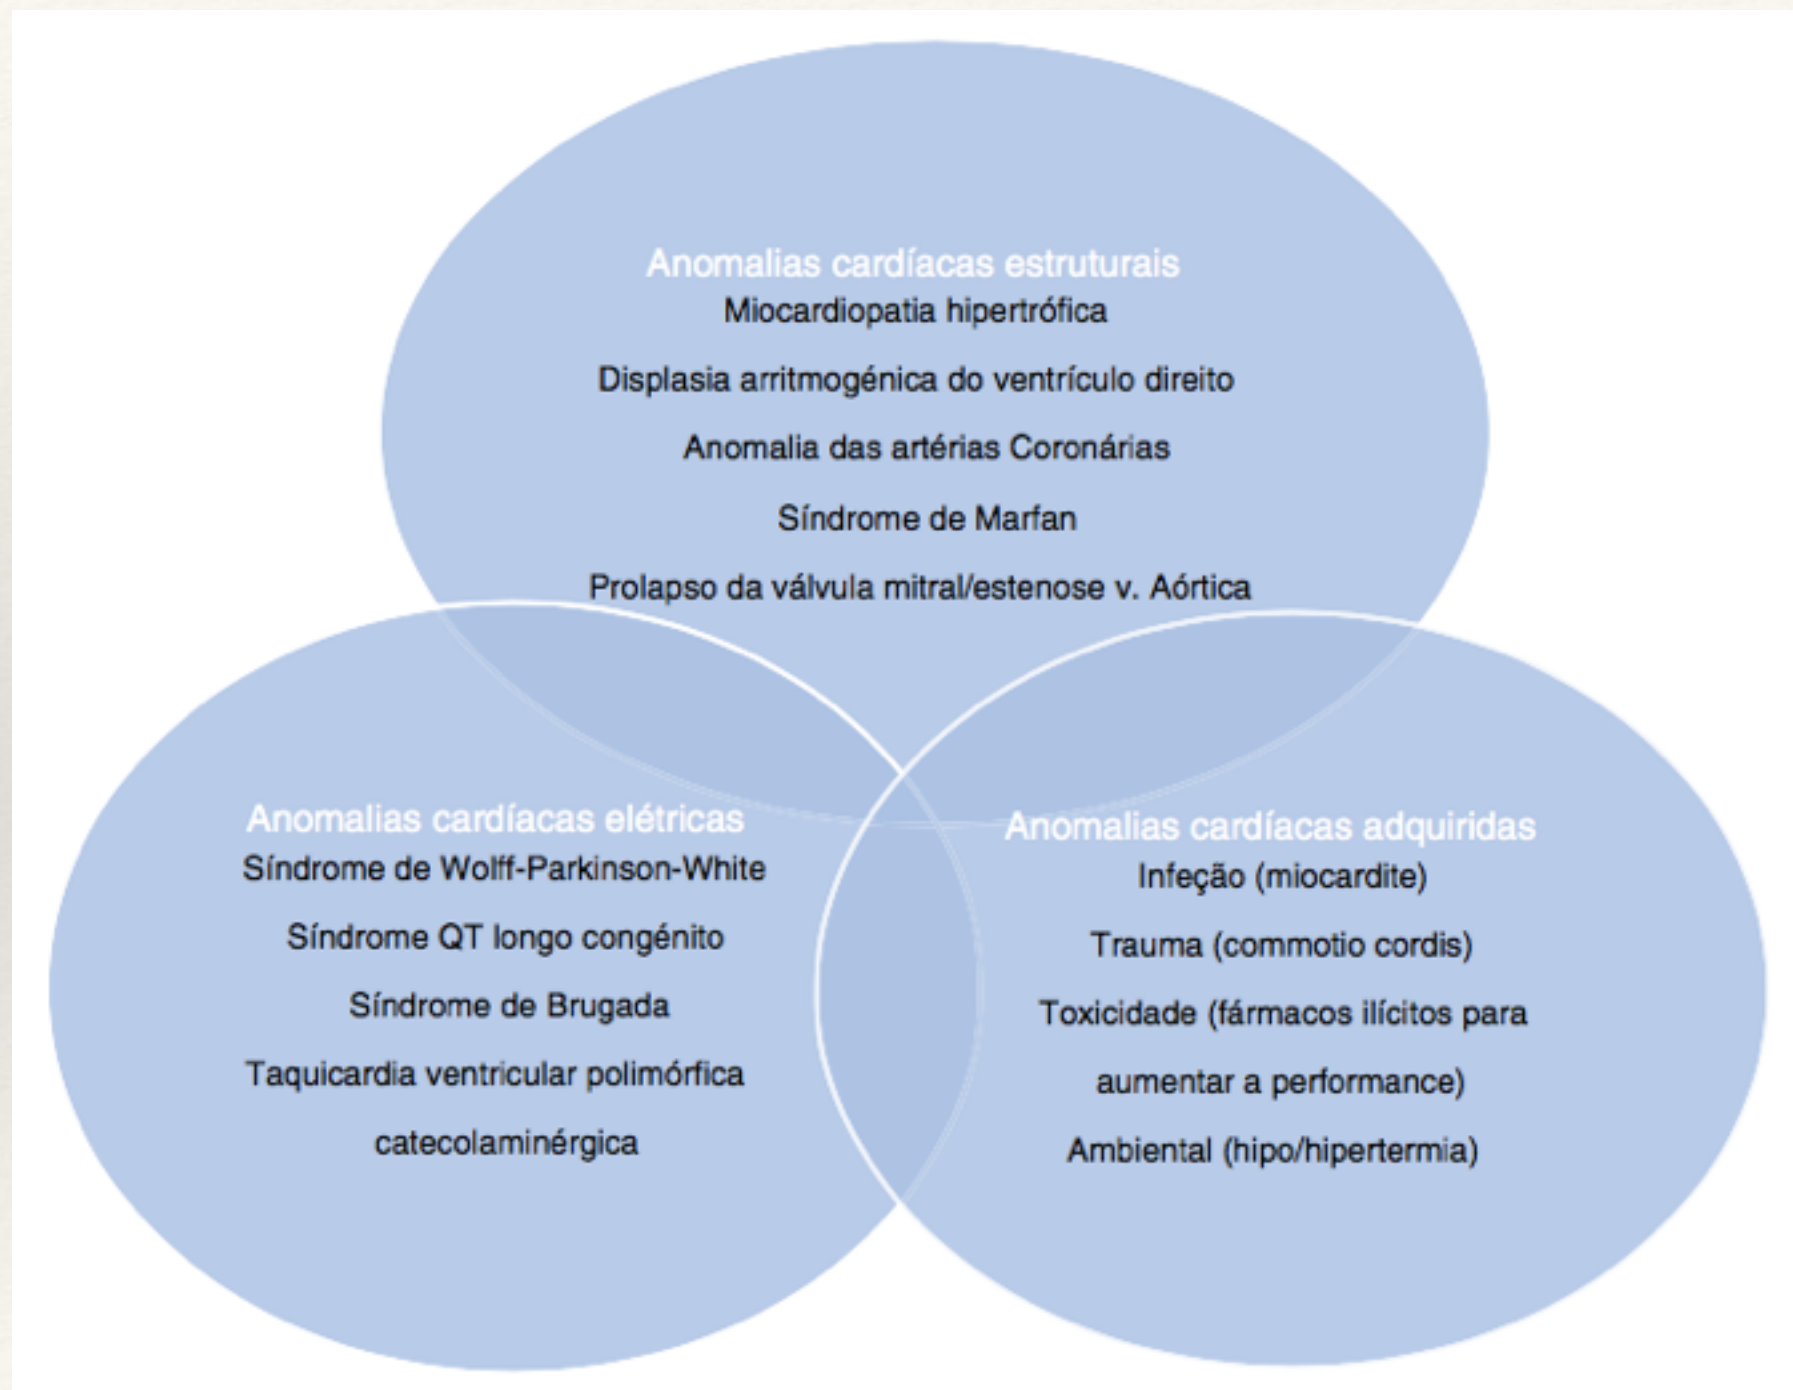 Anomalias cardíacas estruturais
Miocardiopatia hipertrófica
Displasia arritmogénica do ventrículo direito
Anomalia das artérias Coronárias
Síndrome de Marfan
Prolapso da válvula mitral/estenose v. Aórtica
Anomalias cardíacas elétricas
Síndrome de Wolff-Parkinson-White
Síndrome QT longo congénito
Síndrome de Brugada
Taquicardia ventricular polimórfica
catecolaminérgica
Anomalias cardíacas adquiridas
Infeção (miocardite)
Trauma (commotio cordis)
Toxicidade (fármacos ilícitos para
aumentar a performance)
Ambiental (hipo/hipertermia)